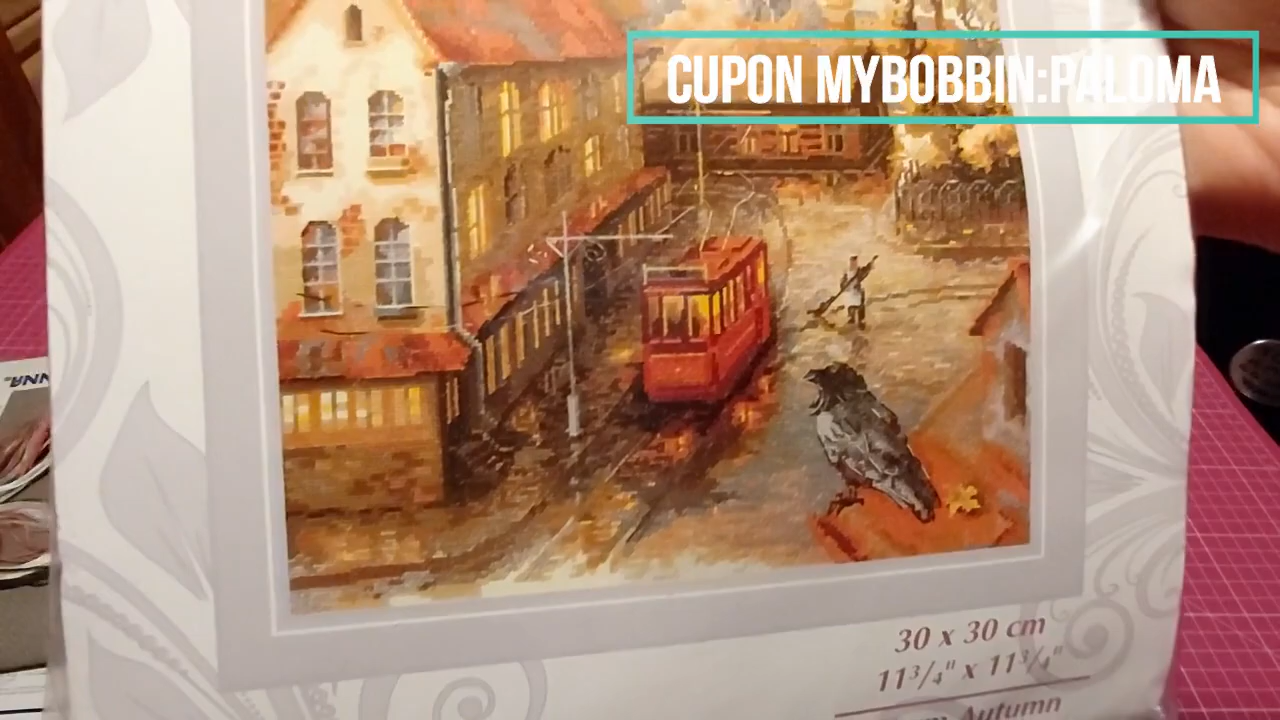 CUPON MYBOBBIN:PALOMA
30 x 30 cm
11³/₄" x 11³/₄"
Autumn